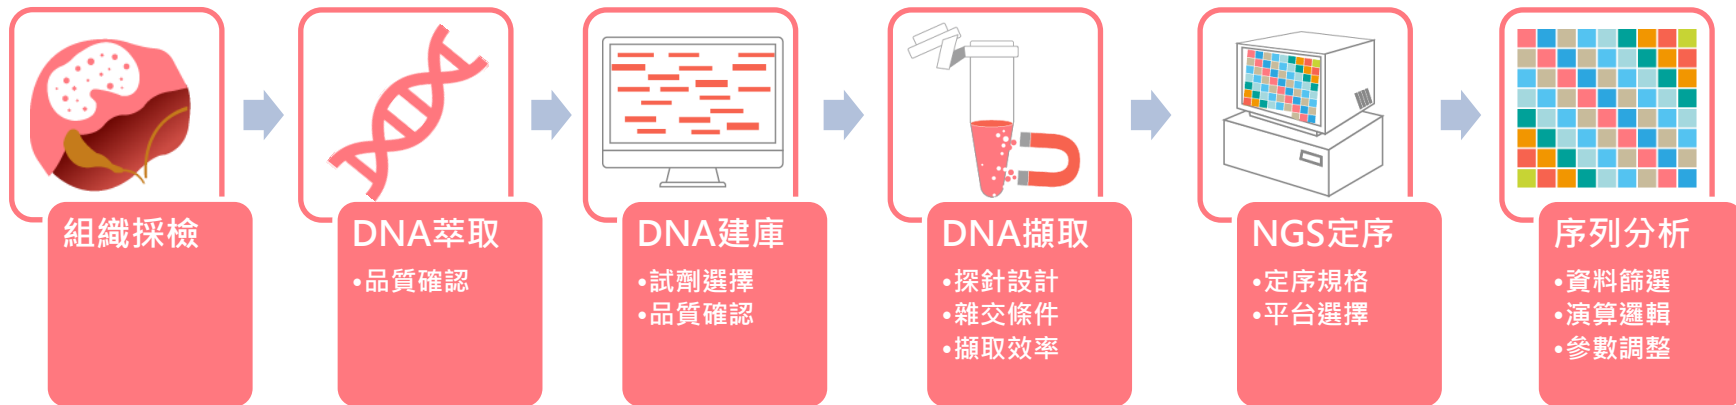 組織採檢
DNA萃取
•品質確認
DNA建庫
•試劑選擇
•品質確認
DNA擷取
•探針設計
•雜交條件
•擷取效率
NGS定序
•定序規格
•平台選擇
序列分析
•資料篩選
•演算邏輯
•參數調整